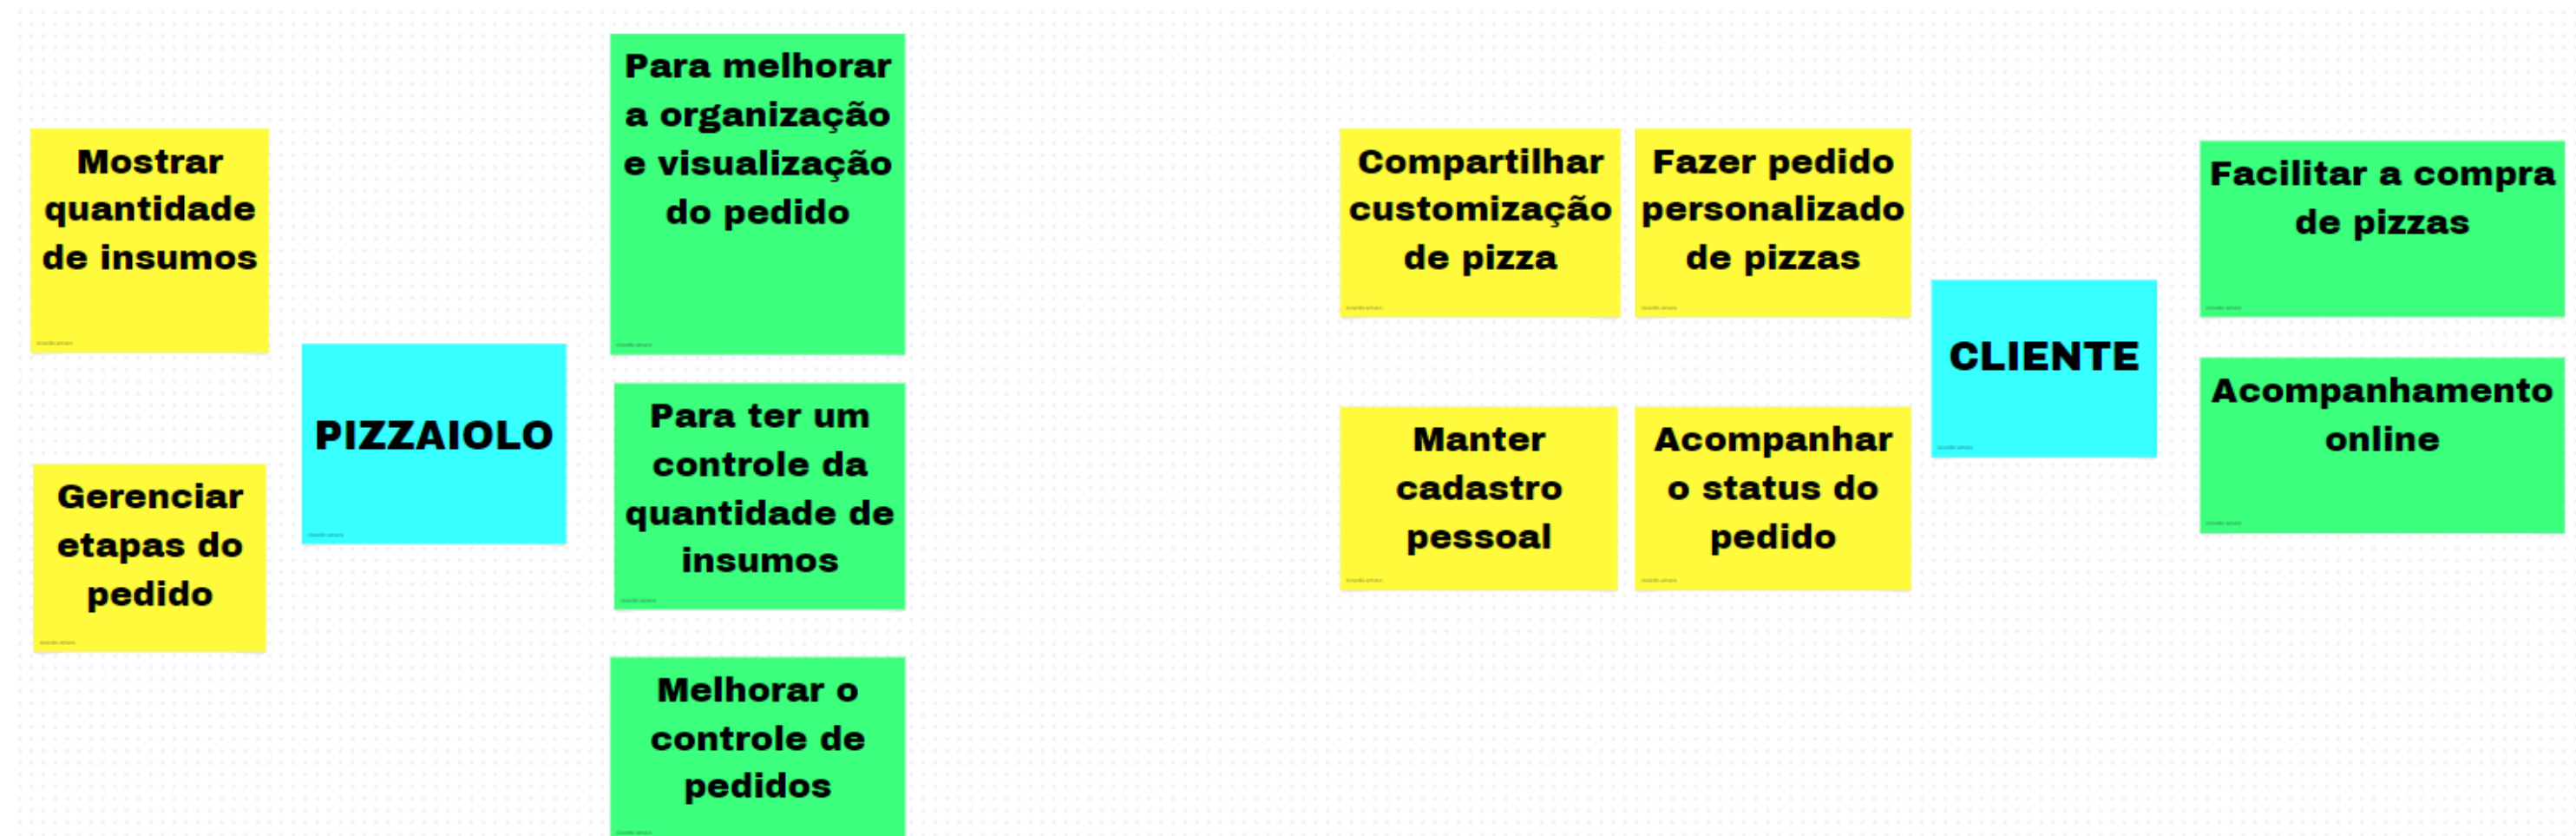 Mostrar
quantidade
de insumos
Gerenciar
etapas do
pedido
PIZZAIOLO
Para melhorar
a organização
e visualização
do pedido
Para ter um
controle da
quantidade de
insumos
Melhorar o
controle de
pedidos
Compartilhar
customização
de pizza
Fazer pedido
personalizado
de pizzas
Manter
cadastro
pessoal
Acompanhar
o status do
pedido
CLIENTE
Facilitar a compra
de pizzas
Acompanhamento
online